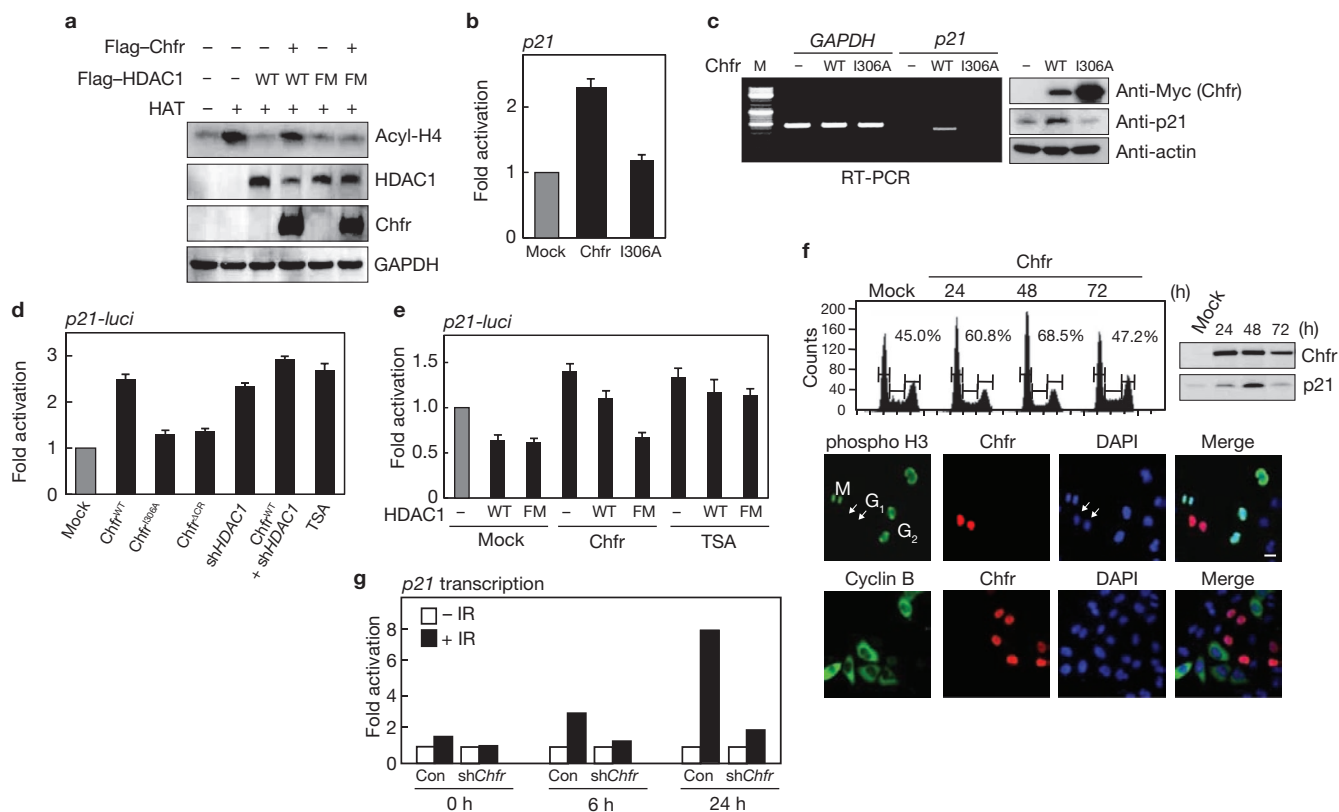 a
Flag–Chfr – – – + – +
Flag–HDAC1 – – WT WT FM FM
HAT – + + + + +
Acyl-H4
HDAC1
Chfr
GAPDH
b
p21
Fold activation
2
1
0
Mock Chfr I306A
c
GAPDH p21
Chfr M – WT I306A – WT I306A
RT-PCR
– WT I306A
Anti-Myc (Chfr)
Anti-p21
Anti-actin
d
p21-luci
Fold activation
3
2
1
0
Mock
Chfr^WT
Chfr^I306A
Chfr^ΔCR
shHDAC1
Chfr^WT
+ shHDAC1
TSA
e
p21-luci
Fold activation
1.5
1.0
0.5
0
HDAC1 – WT FM – WT FM – WT FM
Mock Chfr TSA
f
Chfr
Mock 24 48 72 (h)
Counts
200
160
120
80
40
0
45.0% 60.8% 68.5% 47.2%
Mock 24 48 72 (h)
Chfr
p21
phospho H3 Chfr DAPI Merge
M
G1
G2
Cyclin B Chfr DAPI Merge
g
p21 transcription
– IR
+ IR
Fold activation
8
6
4
2
0
Con shChfr Con shChfr Con shChfr
0 h 6 h 24 h